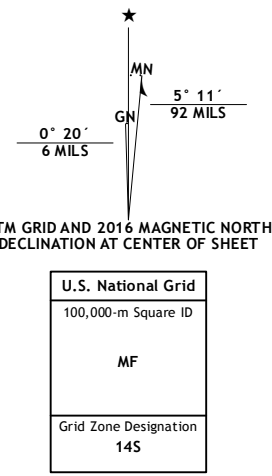 MN
GN
5° 11´
92 MILS
0° 20´
6 MILS
TM GRID AND 2016 MAGNETIC NORTH
DECLINATION AT CENTER OF SHEET
U.S. National Grid
100,000-m Square ID
MF
Grid Zone Designation
14S